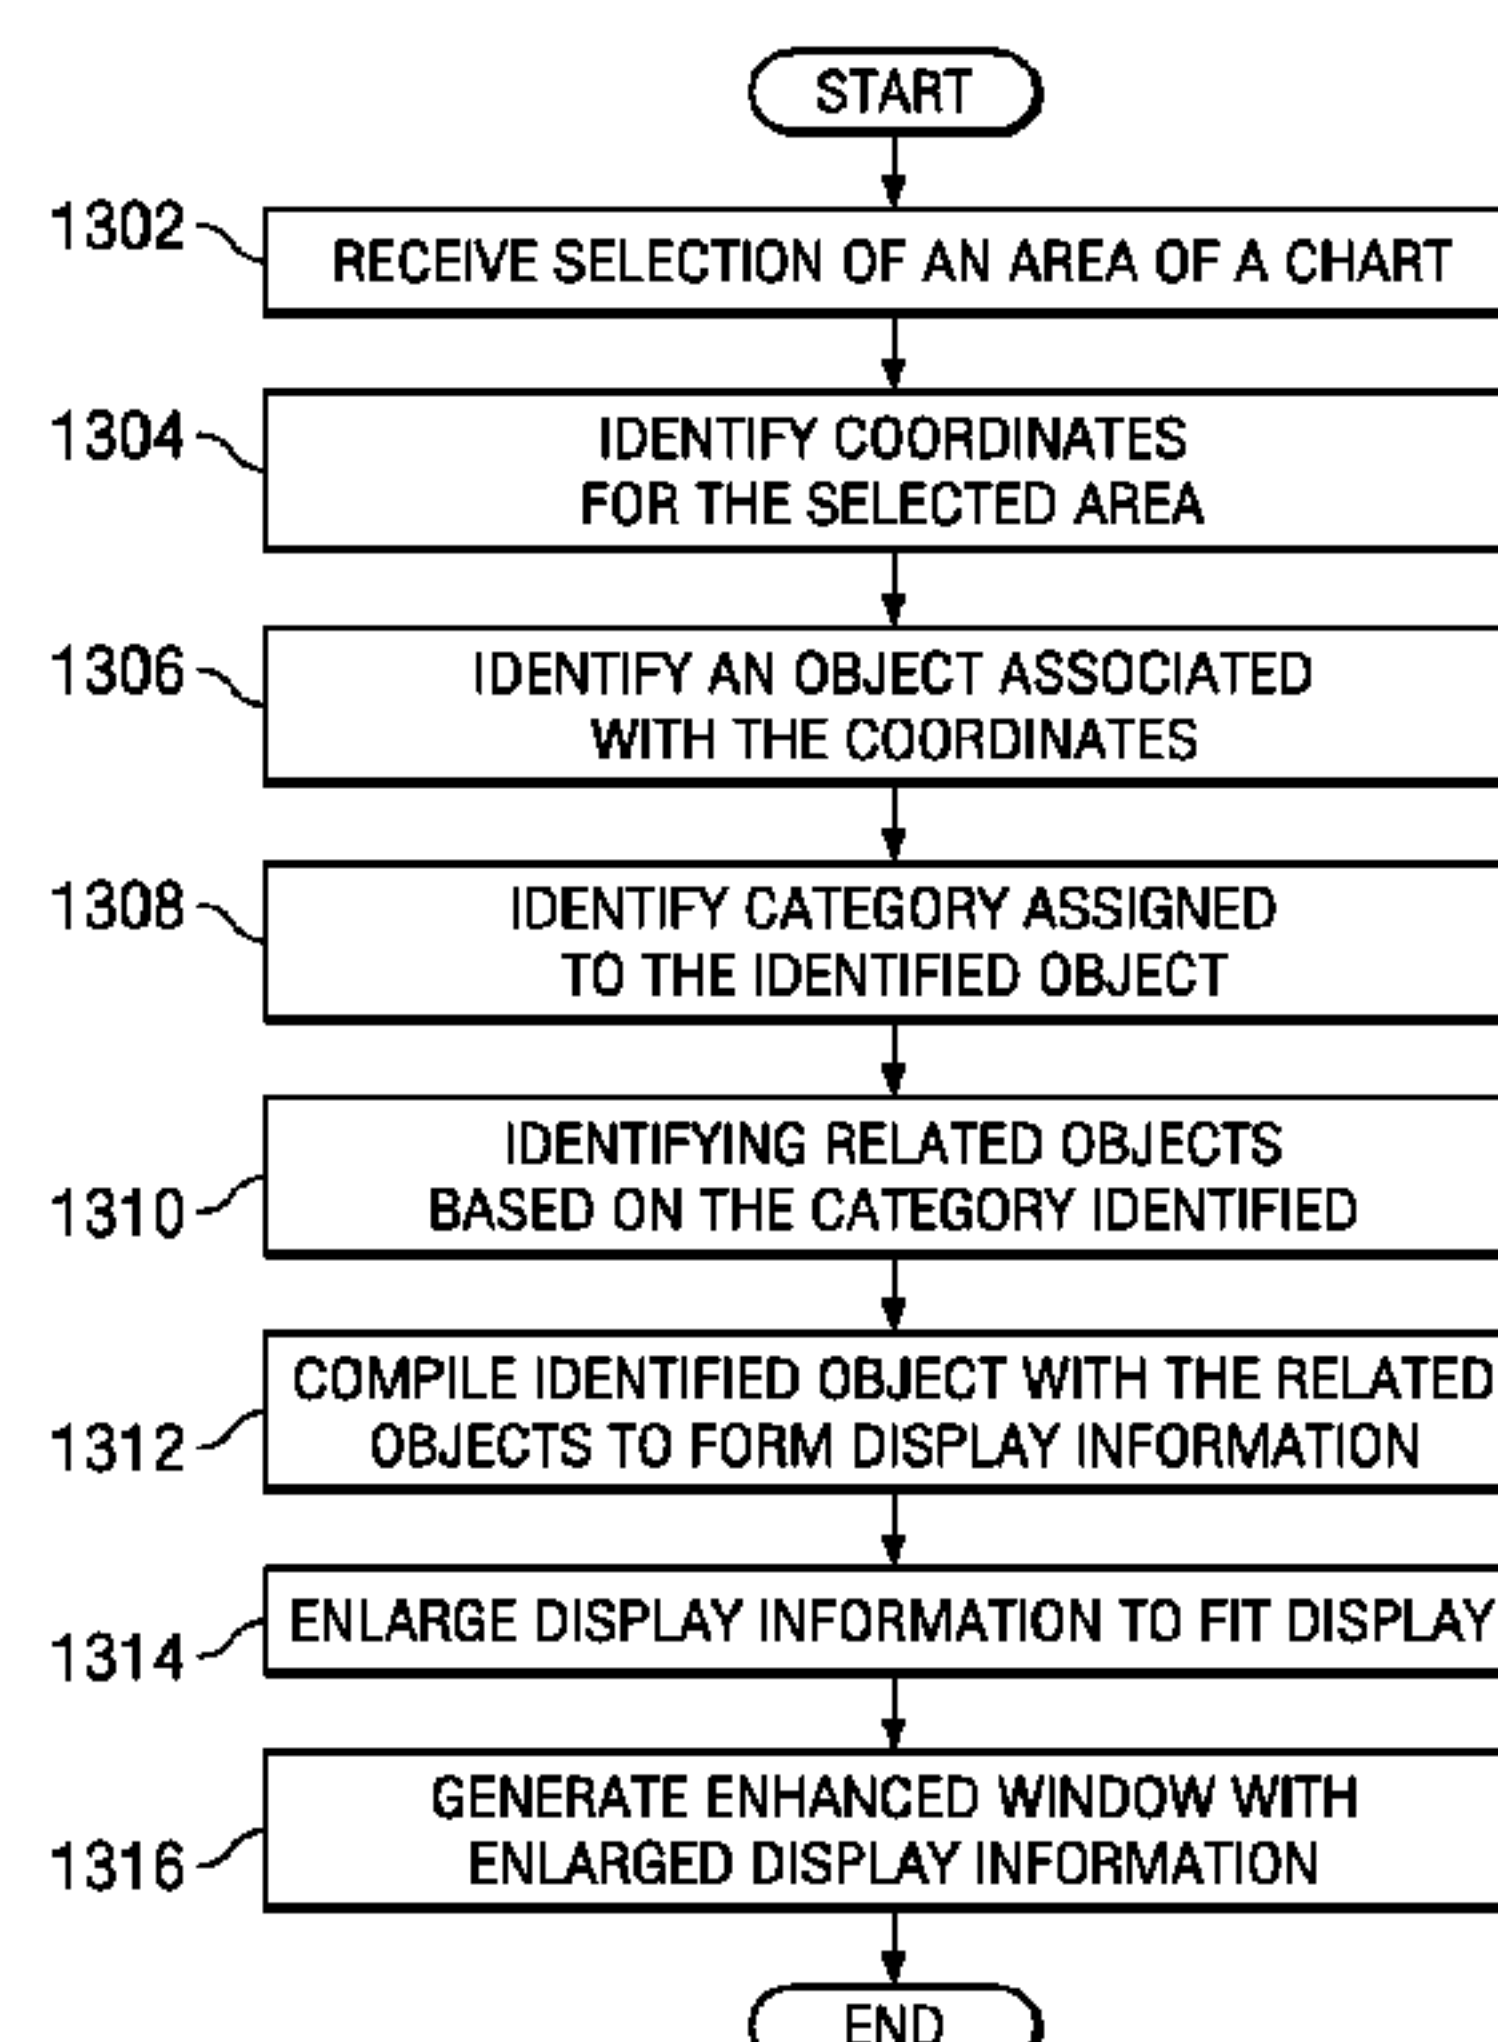 START
1302
RECEIVE SELECTION OF AN AREA OF A CHART
1304
IDENTIFY COORDINATES
FOR THE SELECTED AREA
1306
IDENTIFY AN OBJECT ASSOCIATED
WITH THE COORDINATES
1308
IDENTIFY CATEGORY ASSIGNED
TO THE IDENTIFIED OBJECT
1310
IDENTIFYING RELATED OBJECTS
BASED ON THE CATEGORY IDENTIFIED
1312
COMPILE IDENTIFIED OBJECT WITH THE RELATED
OBJECTS TO FORM DISPLAY INFORMATION
1314
ENLARGE DISPLAY INFORMATION TO FIT DISPLAY
1316
GENERATE ENHANCED WINDOW WITH
ENLARGED DISPLAY INFORMATION
END